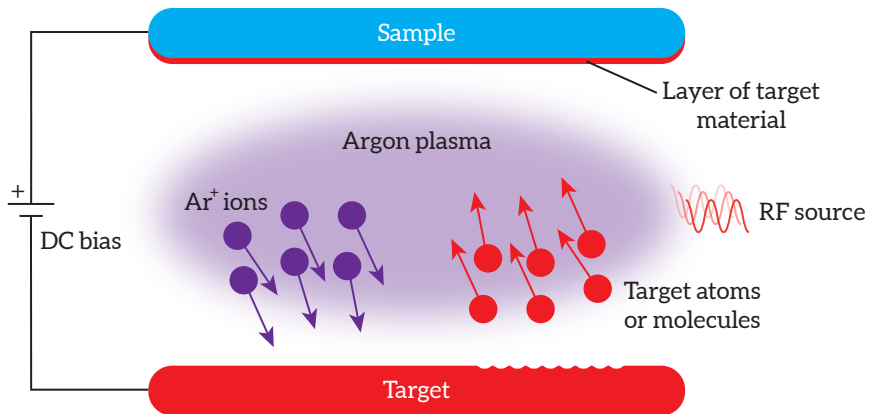 Sample
Layer of target
material
Argon plasma
Ar⁺ ions
+
DC bias
RF source
Target atoms
or molecules
Target